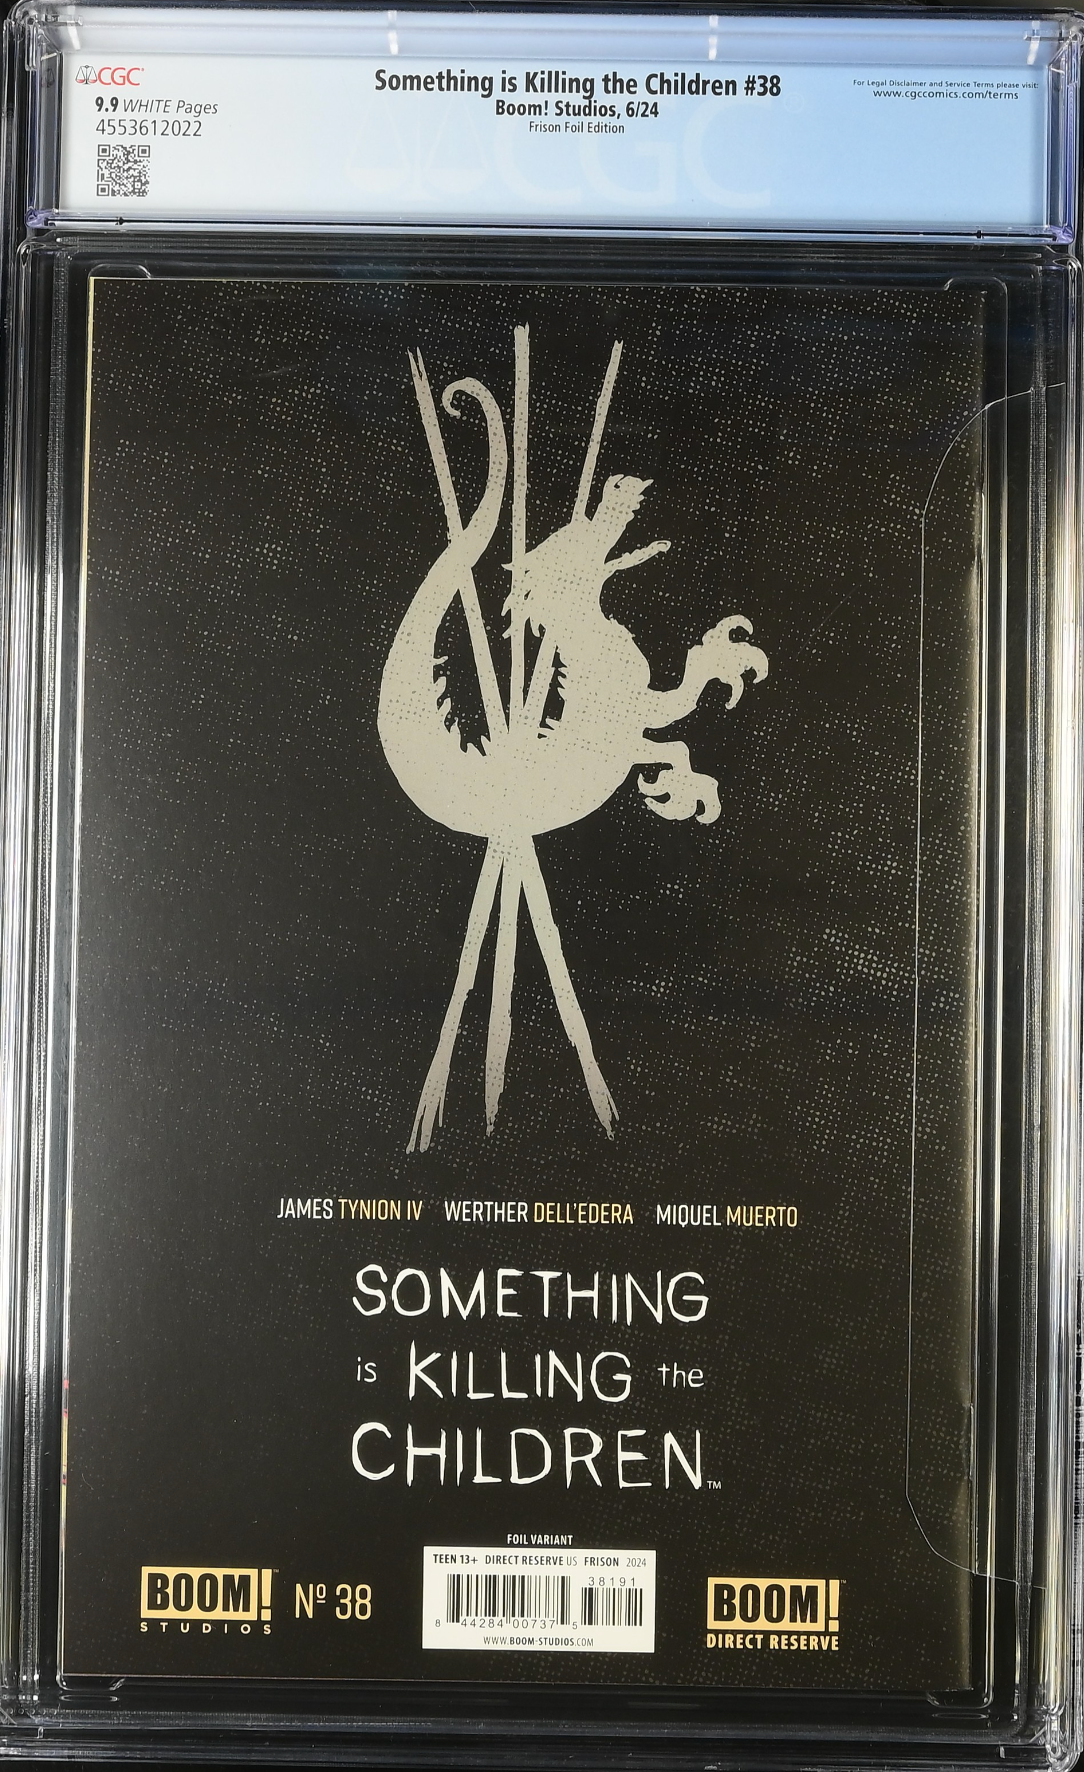 CGC
9.9 WHITE Pages
4553612022
Something is Killing the Children #38
Boom! Studios, 6/24
Frison Foil Edition
For Legal Disclaimer and Service Terms please visit:
www.cgccomics.com/terms
CGC
JAMES TYNION IV WERTHER DELL'EDERA MIQUEL MUERTO
SOMETHING
is KILLING the
CHILDREN™
FOIL VARIANT
TEEN 13+ DIRECT RESERVE US FRISON 2024
38191
8 44284 00737 5
WWW.BOOM-STUDIOS.COM
BOOM!™
STUDIOS
Nº 38
BOOM!™
DIRECT RESERVE